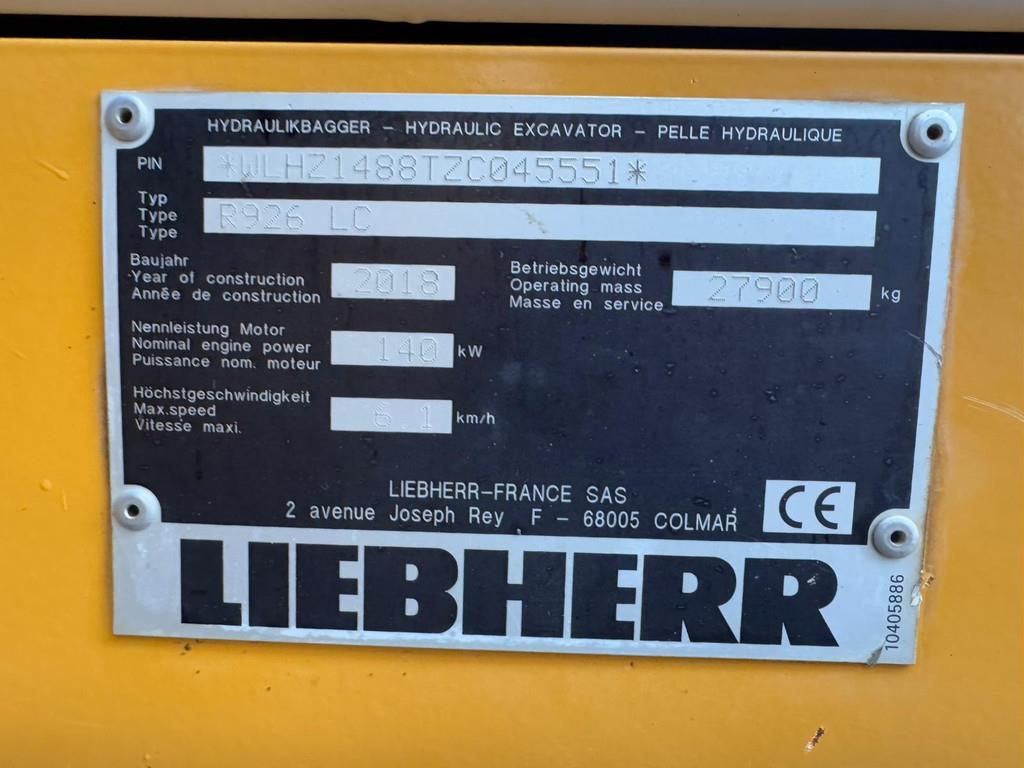 HYDRAULIKBAGGER – HYDRAULIC EXCAVATOR – PELLE HYDRAULIQUE
PIN *WLHZ1488TZC045551*
Typ
Type R926 LC
Type
Baujahr
Year of construction 2018
Année de construction
Betriebsgewicht
Operating mass 27900 kg
Masse en service
Nennleistung Motor
Nominal engine power 140 kW
Puissance nom. moteur
Höchstgeschwindigkeit
Max.speed 6.1 km/h
Vitesse maxi.
LIEBHERR–FRANCE SAS
2 avenue Joseph Rey F – 68005 COLMAR
CE
LIEBHERR
10405886